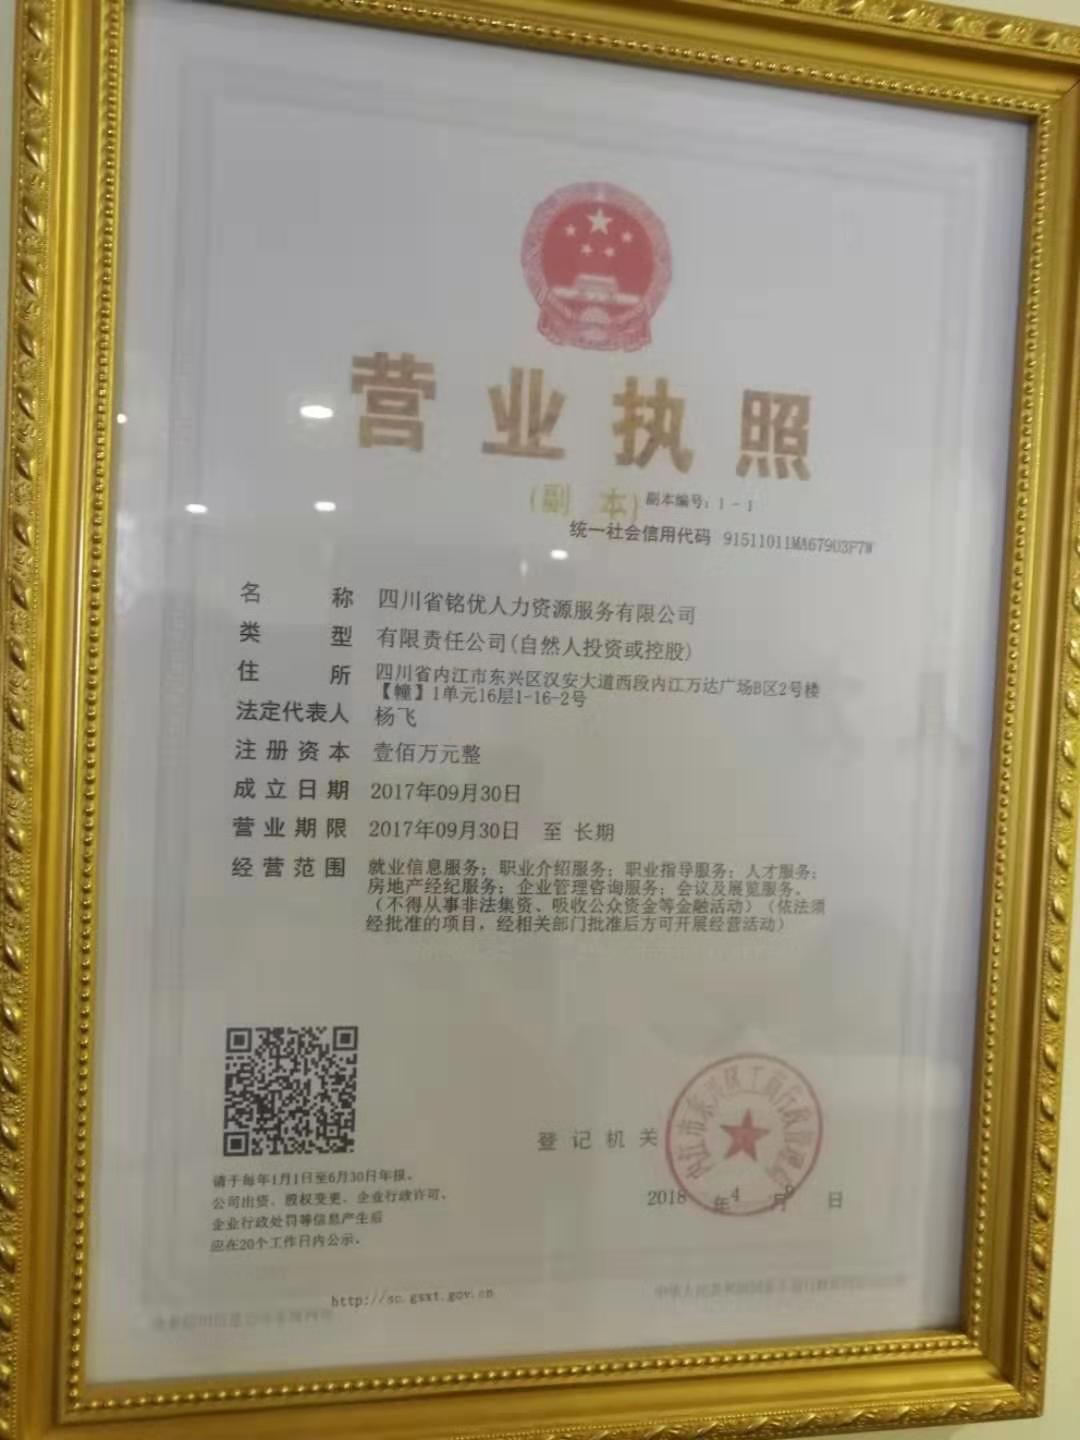 营业执照
(副 本) 副本编号：1-1
统一社会信用代码 91511011MA679U3F7W
名 称 四川省铭优人力资源服务有限公司
类 型 有限责任公司(自然人投资或控股)
住 所 四川省内江市东兴区汉安大道西段内江万达广场B区2号楼
【幢】1单元16层1-16-2号
法定代表人 杨飞
注册资本 壹佰万元整
成立日期 2017年09月30日
营业期限 2017年09月30日 至 长期
经营范围 就业信息服务；职业介绍服务；职业指导服务；人才服务；
房地产经纪服务；企业管理咨询服务；会议及展览服务。
（不得从事非法集资、吸收公众资金等金融活动）（依法须
经批准的项目，经相关部门批准后方可开展经营活动）
请于每年1月1日至6月30日年报。
公司出资、股权变更、企业行政许可、
企业行政处罚等信息产生后
应在20个工作日内公示。
登记机关
内江市东兴区工商行政管理局
2018 年 4 月 日
http://sc.gsxt.gov.cn